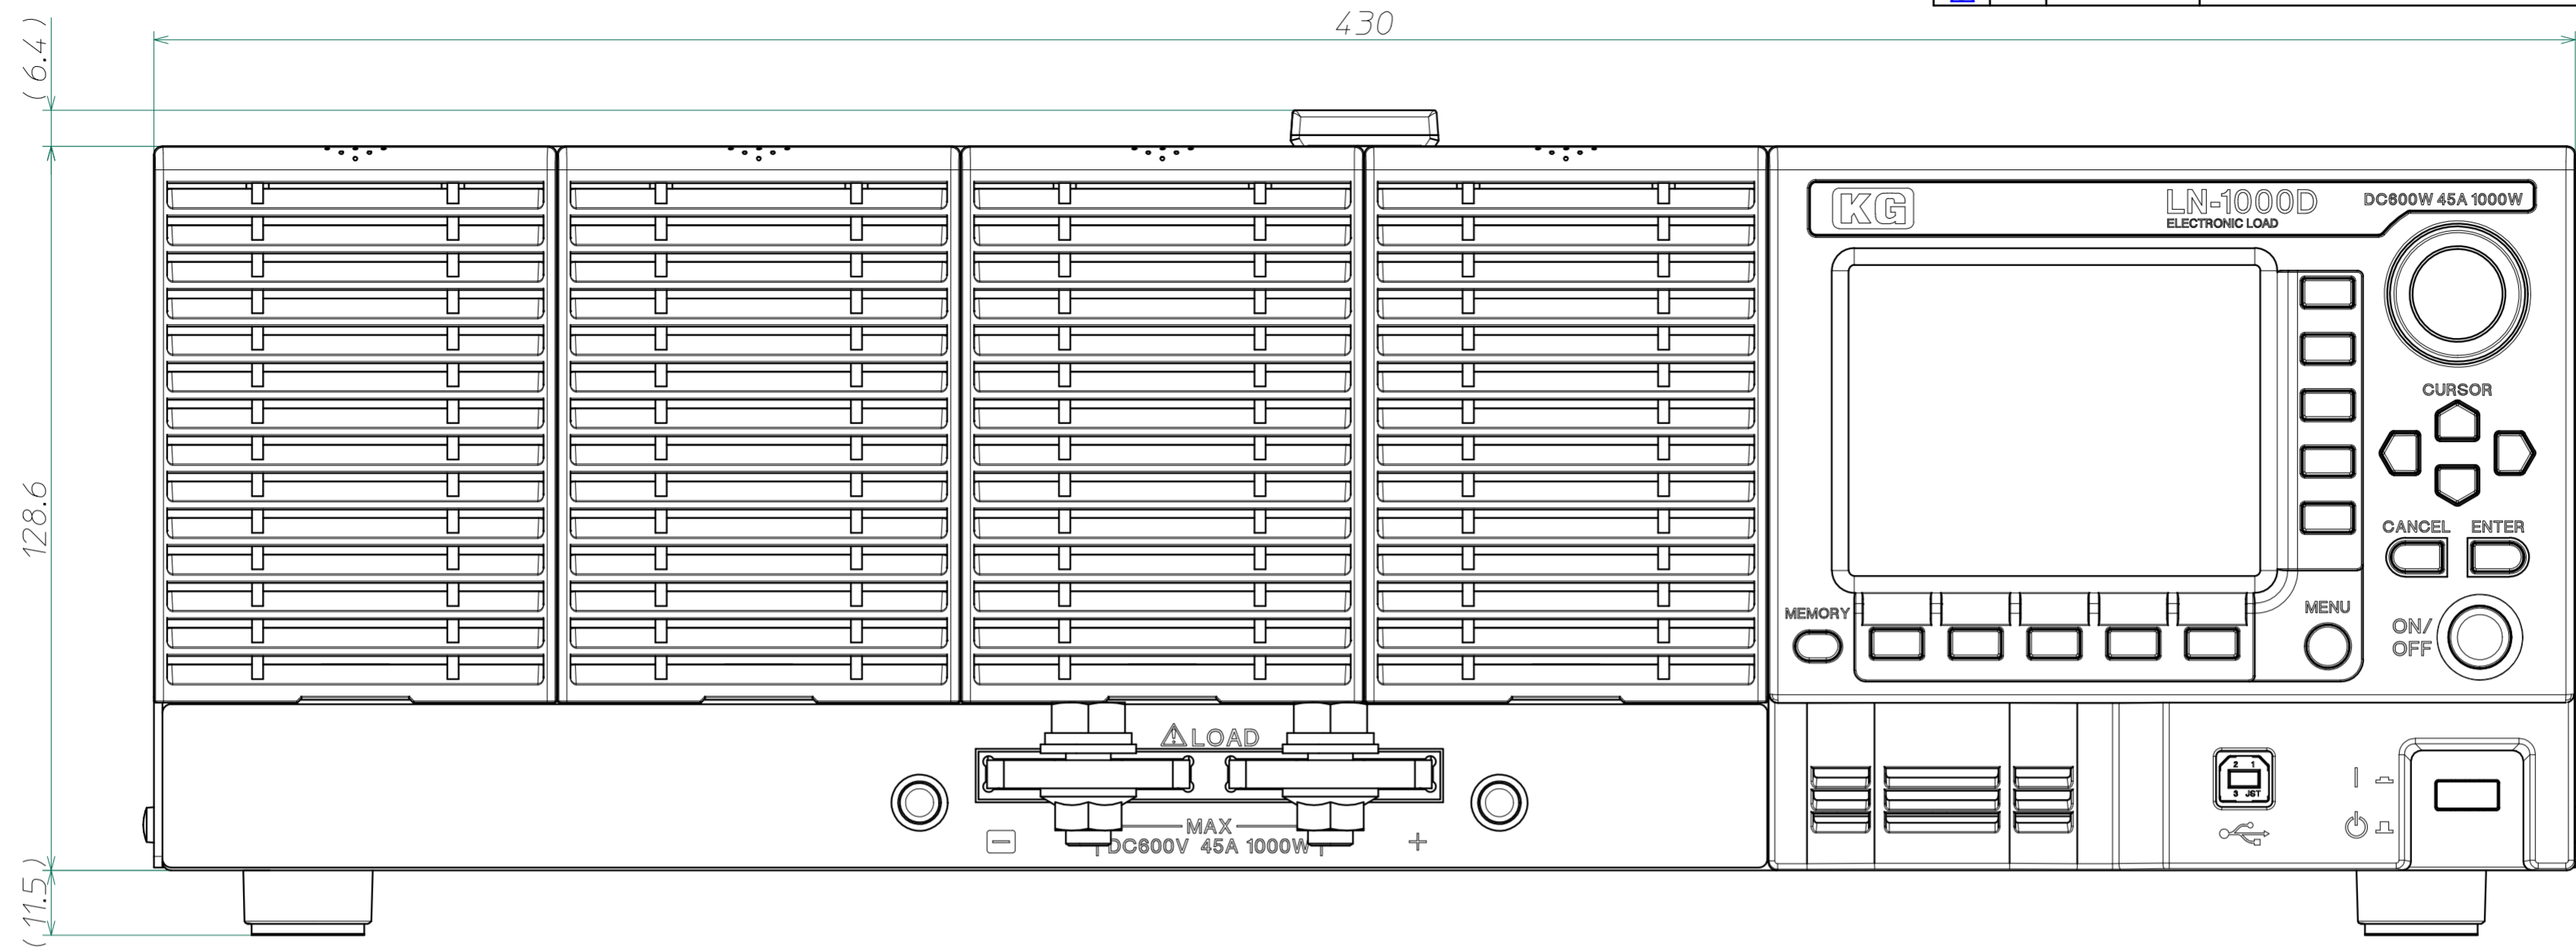 430
(6.4)
KG
LN-1000D
DC600W 45A 1000W
ELECTRONIC LOAD
CURSOR
128.6
CANCEL ENTER
MEMORY
MENU
ON/
OFF
LOAD
2 1
3 JST
MAX
DC600V 45A 1000W
− +
(11.5)